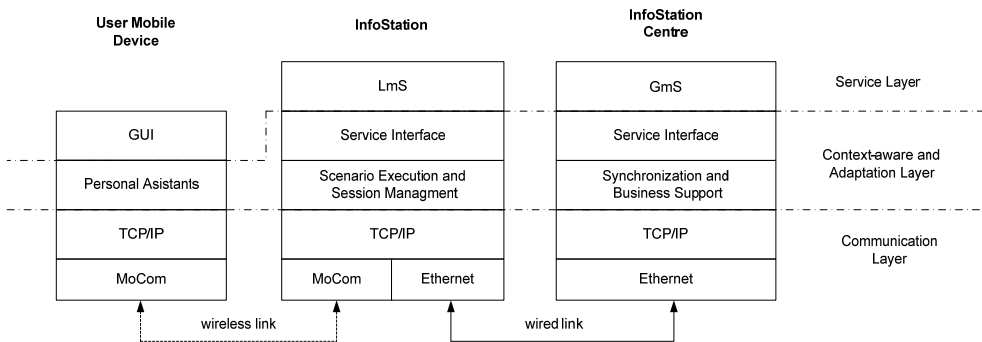 User Mobile
Device
InfoStation
InfoStation
Centre
LmS
GmS
Service Layer
GUI
Service Interface
Service Interface
Context-aware and
Adaptation Layer
Personal Asistants
Scenario Execution and
Session Managment
Synchronization and
Business Support
TCP/IP
TCP/IP
TCP/IP
Communication
Layer
MoCom
MoCom
Ethernet
Ethernet
wireless link
wired link